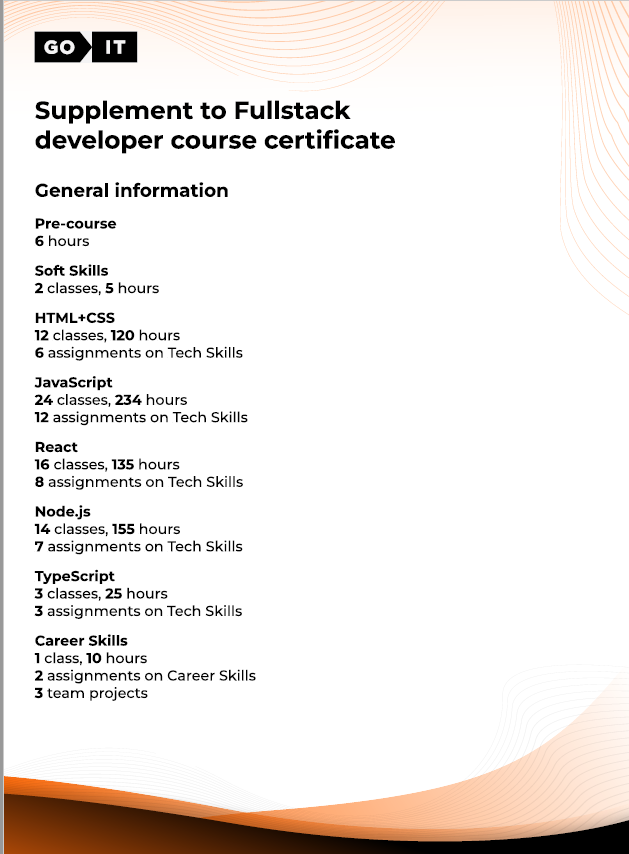 GO IT
Supplement to Fullstack
developer course certificate
General information
Pre-course
6 hours
Soft Skills
2 classes, 5 hours
HTML+CSS
12 classes, 120 hours
6 assignments on Tech Skills
JavaScript
24 classes, 234 hours
12 assignments on Tech Skills
React
16 classes, 135 hours
8 assignments on Tech Skills
Node.js
14 classes, 155 hours
7 assignments on Tech Skills
TypeScript
3 classes, 25 hours
3 assignments on Tech Skills
Career Skills
1 class, 10 hours
2 assignments on Career Skills
3 team projects